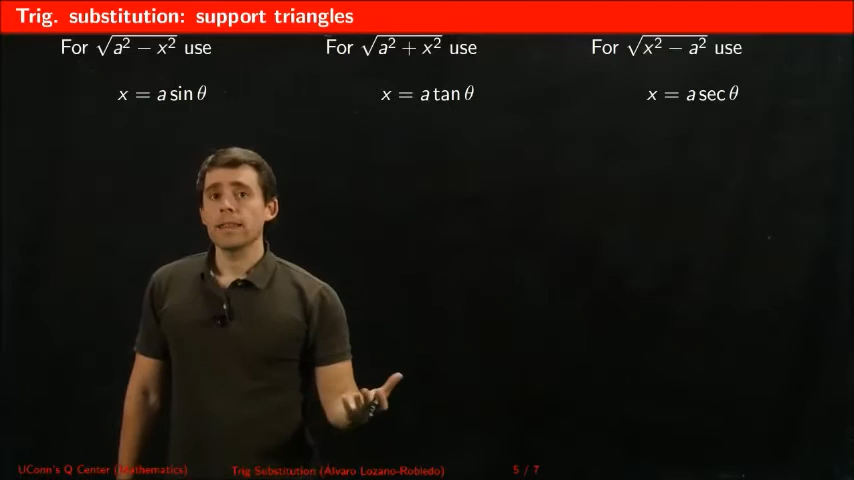 Trig. substitution: support triangles
For √(a² − x²) use
For √(a² + x²) use
For √(x² − a²) use
x = a sin θ
x = a tan θ
x = a sec θ
UConn's Q Center (Mathematics)
Trig Substitution (Álvaro Lozano-Robledo)
5 / 7